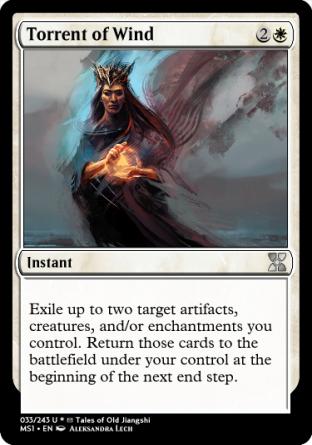 Torrent of Wind 2
Instant
Exile up to two target artifacts,
creatures, and/or enchantments you
control. Return those cards to the
battlefield under your control at the
beginning of the next end step.
033/243 U * Tales of Old Jiangshi
MS1 • EN Aleksandra Lech